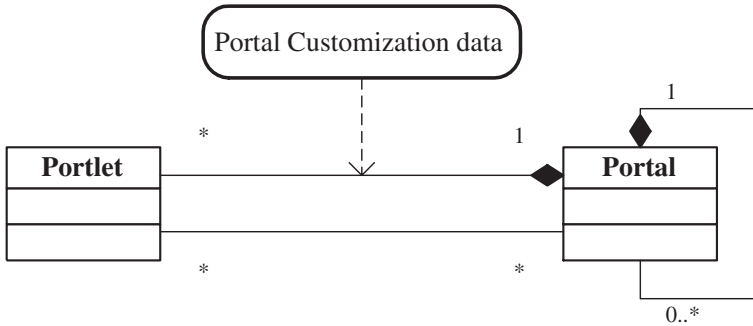 Portal Customization data
1
*
1
Portlet
Portal
*
*
0..*